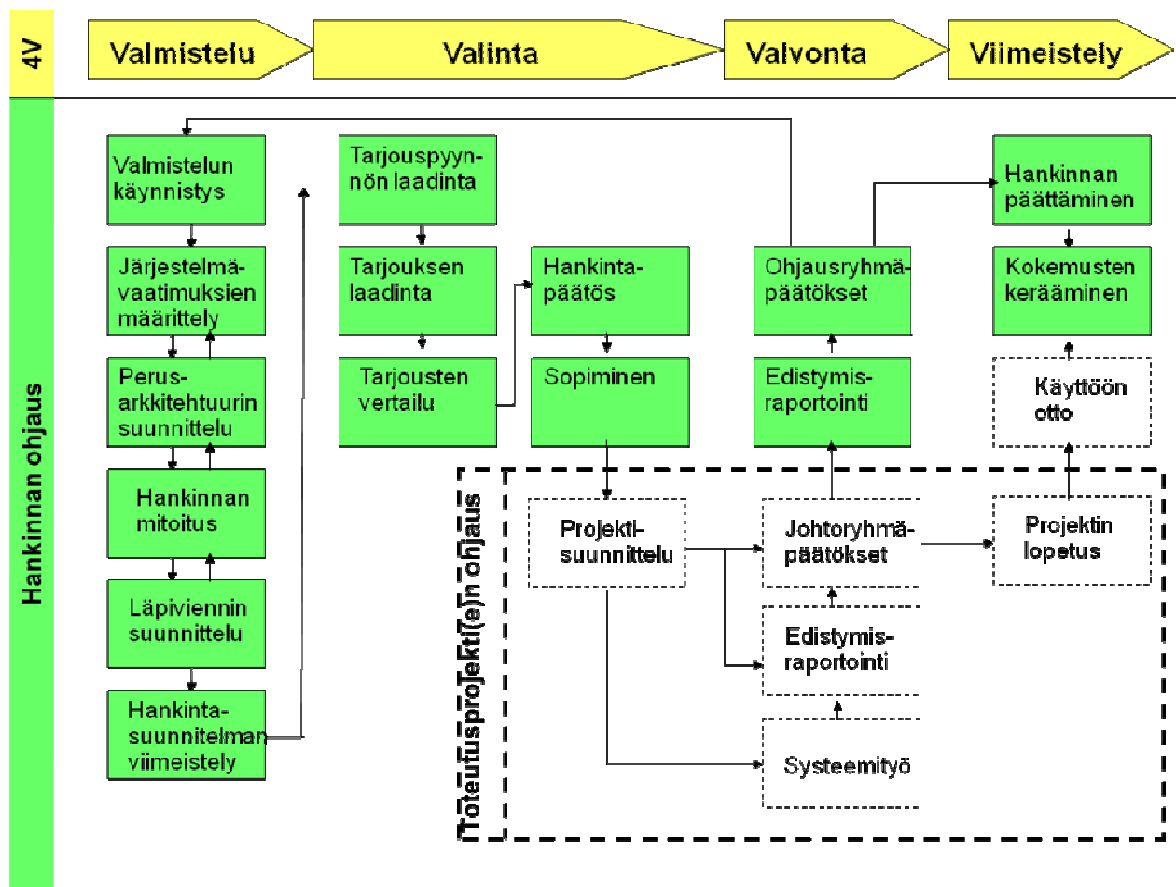 4V
Valmistelu
Valinta
Valvonta
Viimeistely
Hankinnan ohjaus
Valmistelun
käynnistys
Järjestelmä-
vaatimuksien
määrittely
Perus-
arkkitehtuurin
suunnittelu
Hankinnan
mitoitus
Läpiviennin
suunnittelu
Hankinta-
suunnitelman
viimeistely
Tarjouspyyn-
nön laadinta
Tarjouksen
laadinta
Tarjousten
vertailu
Hankinta-
päätös
Sopiminen
Ohjausryhmä-
päätökset
Edistymis-
raportointi
Hankinnan
päättäminen
Kokemusten
kerääminen
Käyttöön
otto
Toteutusprojekti(e)n ohjaus
Projekti-
suunnittelu
Johtoryhmä-
päätökset
Edistymis-
raportointi
Systeemityö
Projektin
lopetus